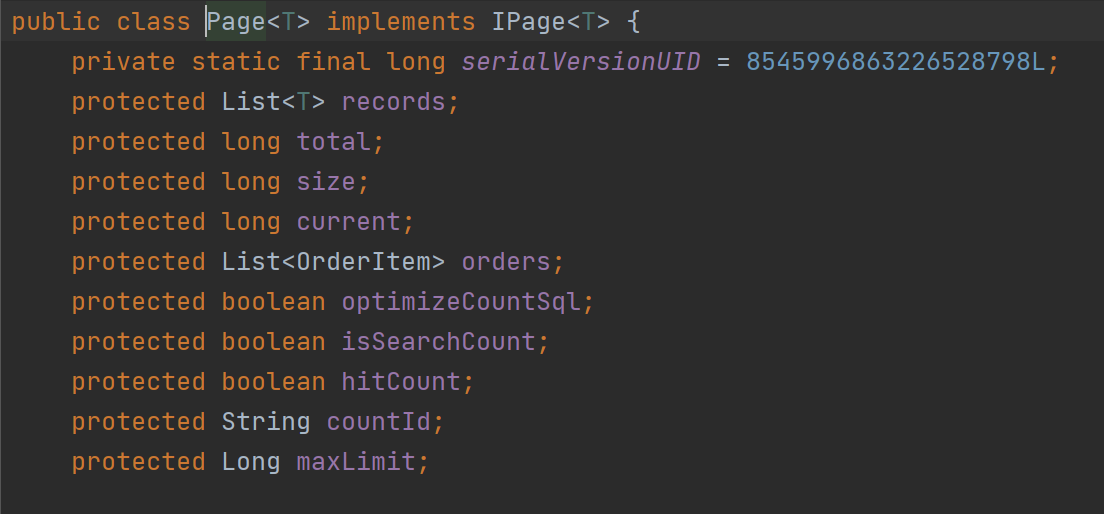 public class Page<T> implements IPage<T> {
    private static final long serialVersionUID = 8545996863226528798L;
    protected List<T> records;
    protected long total;
    protected long size;
    protected long current;
    protected List<OrderItem> orders;
    protected boolean optimizeCountSql;
    protected boolean isSearchCount;
    protected boolean hitCount;
    protected String countId;
    protected Long maxLimit;